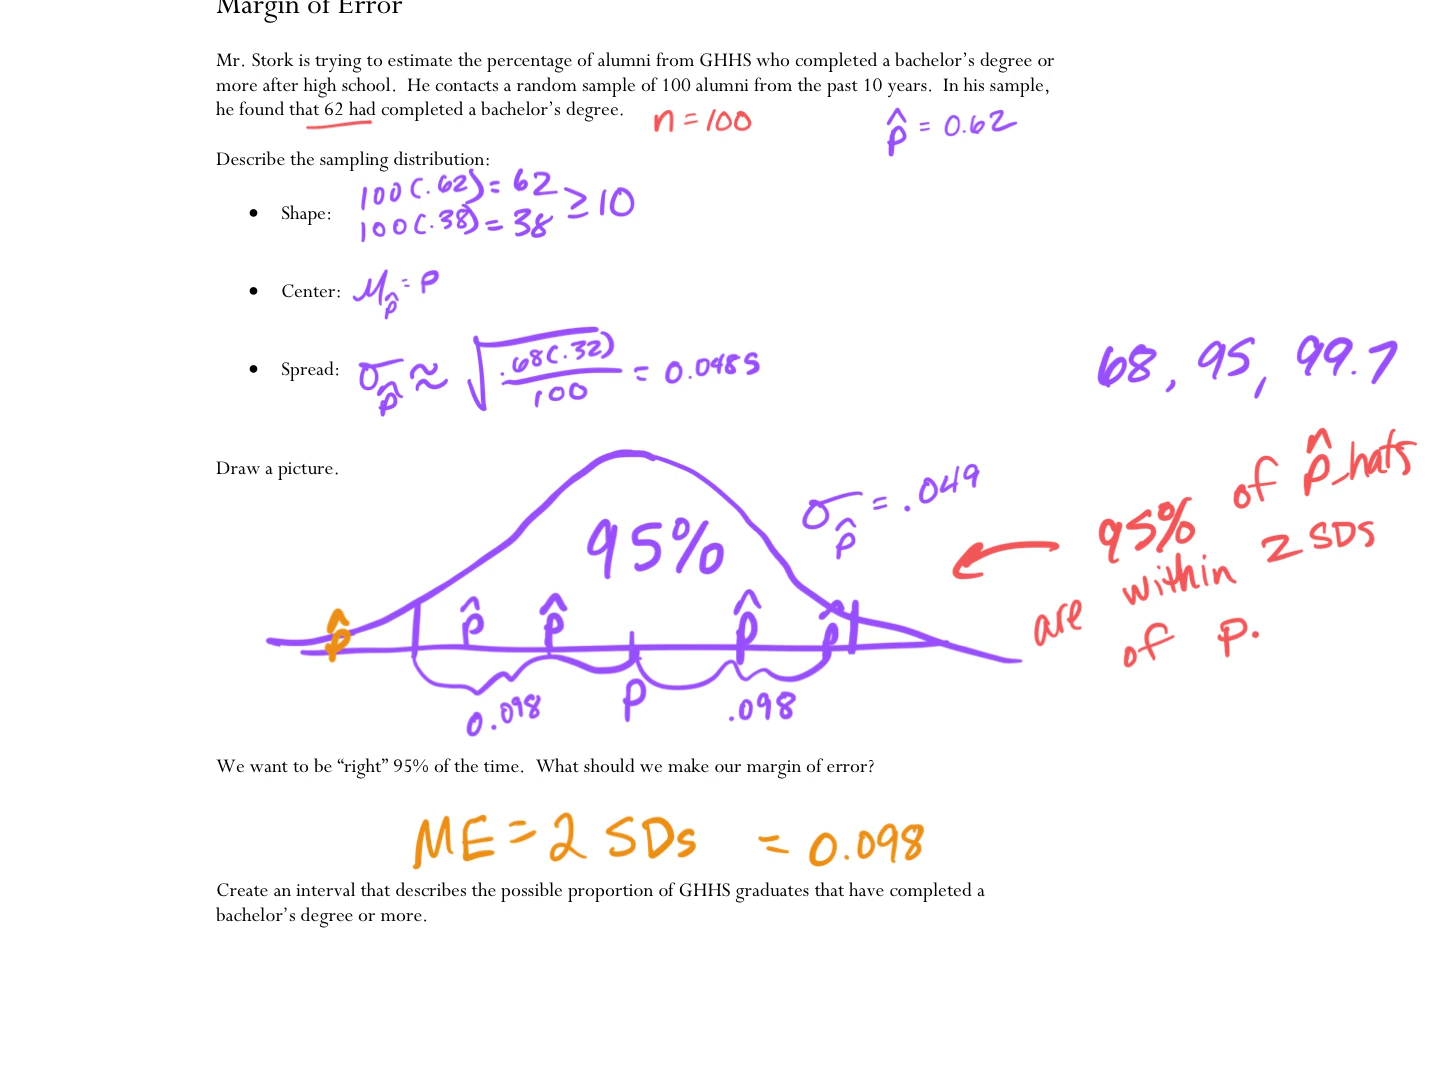 Margin of Error
Mr. Stork is trying to estimate the percentage of alumni from GHHS who completed a bachelor's degree or
more after high school.  He contacts a random sample of 100 alumni from the past 10 years.  In his sample,
he found that 62 had completed a bachelor's degree.
n = 100
p̂ = 0.62
Describe the sampling distribution:
• Shape:
100(.62) = 62
100(.38) = 38
≥ 10
• Center: μp̂ = p
• Spread: σp̂ ≈ √(.68(.32)/100) = 0.0485
68, 95, 99.7
Draw a picture.
σp̂ = .049
95%
95% of p̂-hats
are within 2 SDS
of p.
p̂ p̂ p̂ p̂ p̂
0.098 p .098
We want to be “right” 95% of the time.  What should we make our margin of error?
ME = 2 SDs = 0.098
Create an interval that describes the possible proportion of GHHS graduates that have completed a
bachelor's degree or more.